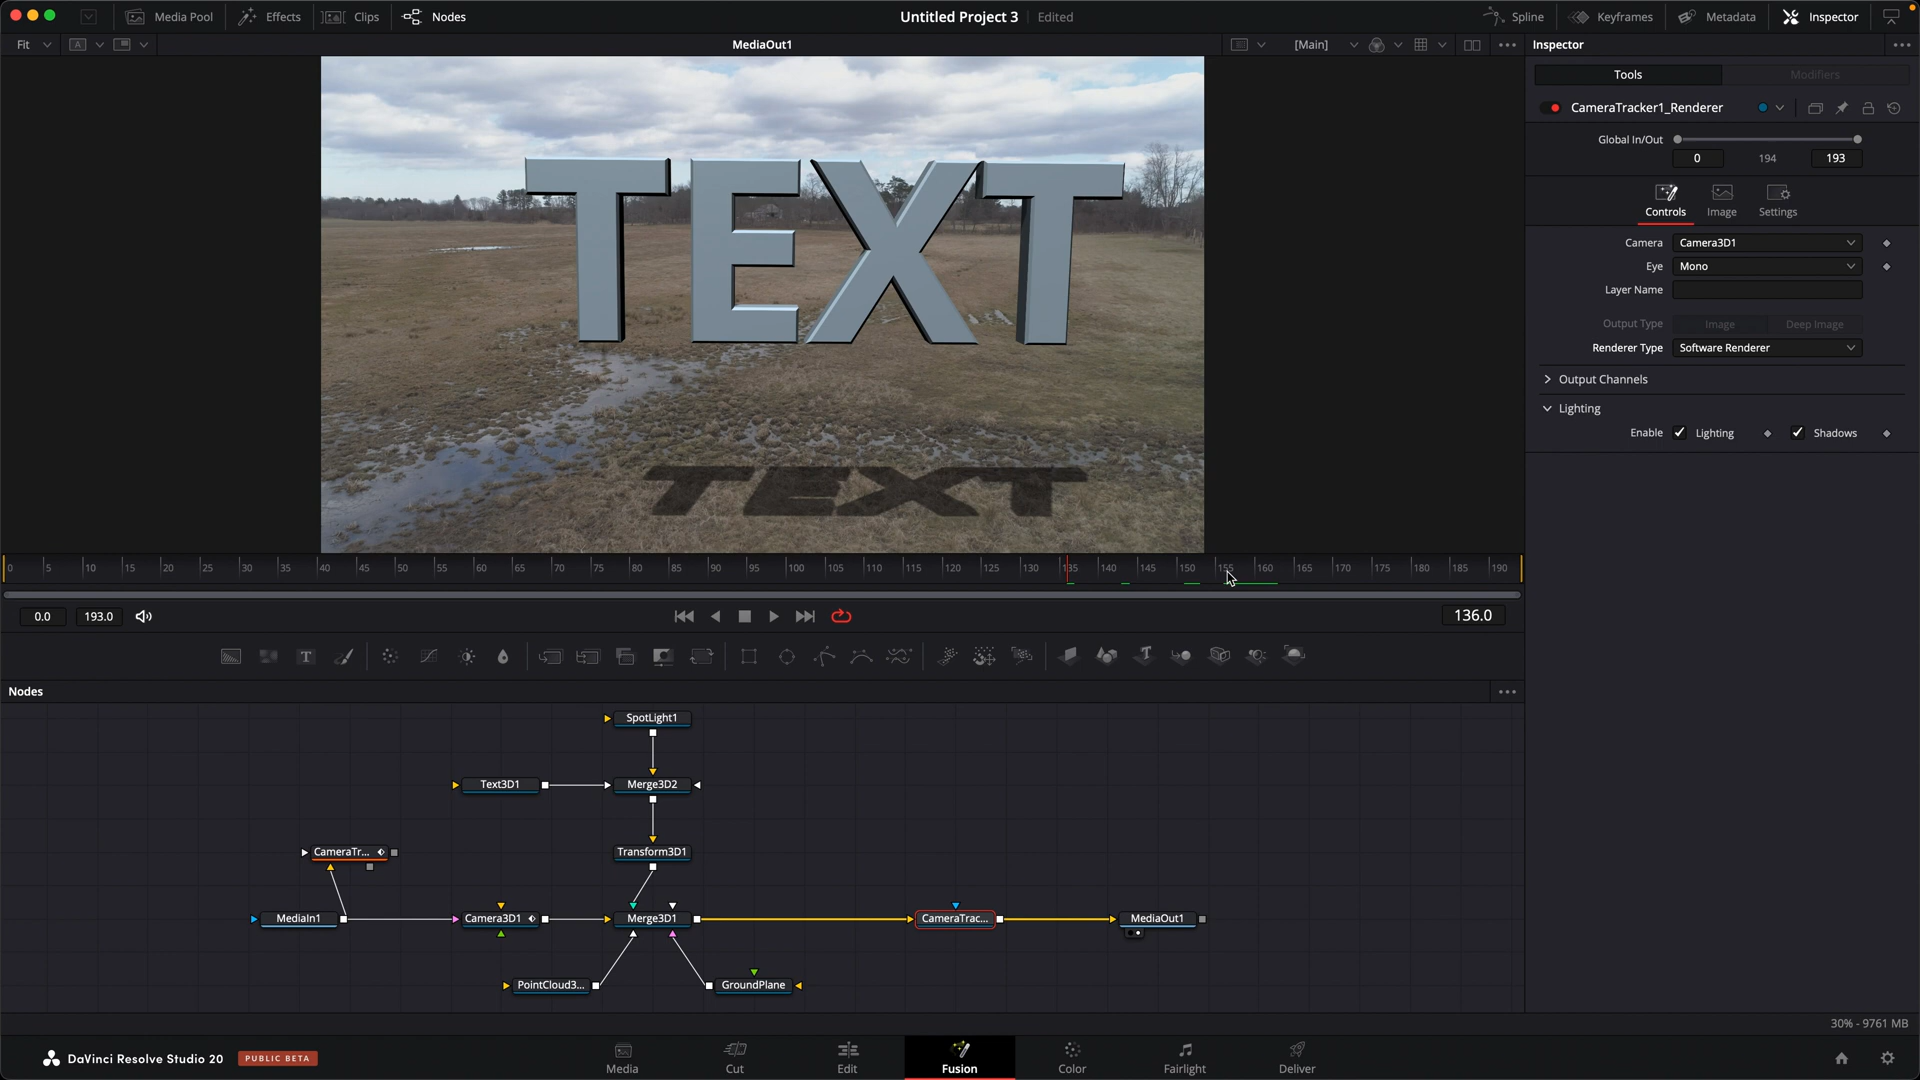 Media Pool Effects Clips Nodes Untitled Project 3 Edited Spline Keyframes Metadata Inspector
Fit A MediaOut1 [Main] Inspector
Tools Modifiers
CameraTracker1_Renderer
Global In/Out
0 194 193
Controls Image Settings
Camera Camera3D1
Eye Mono
Layer Name
Output Type Image Deep Image
Renderer Type Software Renderer
Output Channels
Lighting
Enable Lighting Shadows
TEXT
TEXT
0 5 10 15 20 25 30 35 40 45 50 55 60 65 70 75 80 85 90 95 100 105 110 115 120 125 130 135 140 145 150 155 160 165 170 175 180 185 190
0.0 193.0 136.0
T T
Nodes
SpotLight1
Text3D1 Merge3D2
CameraTr... Transform3D1
MediaIn1 Camera3D1 Merge3D1 CameraTrac... MediaOut1
PointCloud3... GroundPlane
30% - 9761 MB
DaVinci Resolve Studio 20 PUBLIC BETA
Media Cut Edit Fusion Color Fairlight Deliver